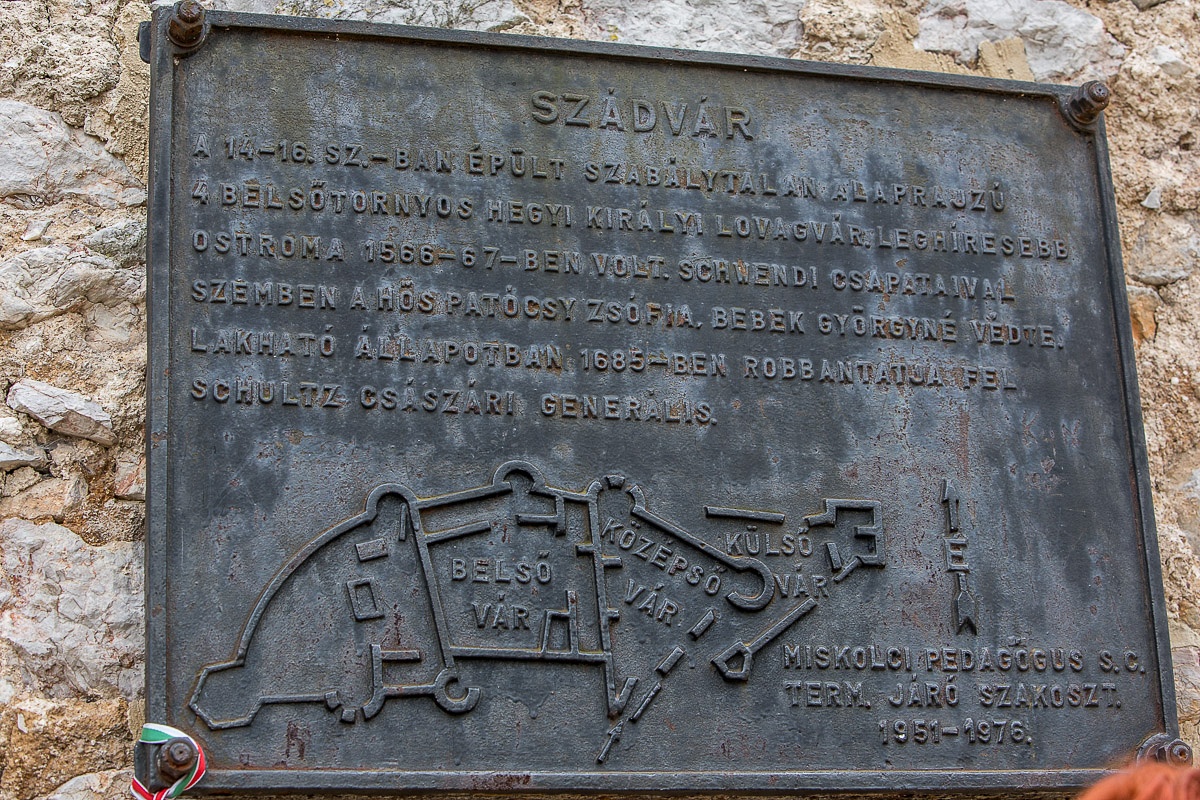 SZÁDVÁR
A 14-16. SZ.-BAN ÉPÜLT SZABÁLYTALAN ALAPRAJZÚ
4 BELSŐTORNYOS HEGYI KIRÁLYI LOVAGVÁR, LEGHÍRESEBB
OSTROMA 1566-67-BEN VOLT. SCHWENDI CSAPATAIVAL
SZEMBEN A HŐS PATÓCSY ZSÓFIA, BEBEK GYÖRGYNÉ VÉDTE.
LAKHATÓ ÁLLAPOTBAN 1685-BEN ROBBANTATJA FEL
SCHULTZ CSÁSZÁRI GENERÁLIS.
BELSŐ
VÁR
KÖZÉPSŐ
VÁR
KÜLSŐ
VÁR
É
MISKOLCI PEDAGÓGUS S.C.
TERM. JÁRÓ SZAKOSZT.
1951-1976.